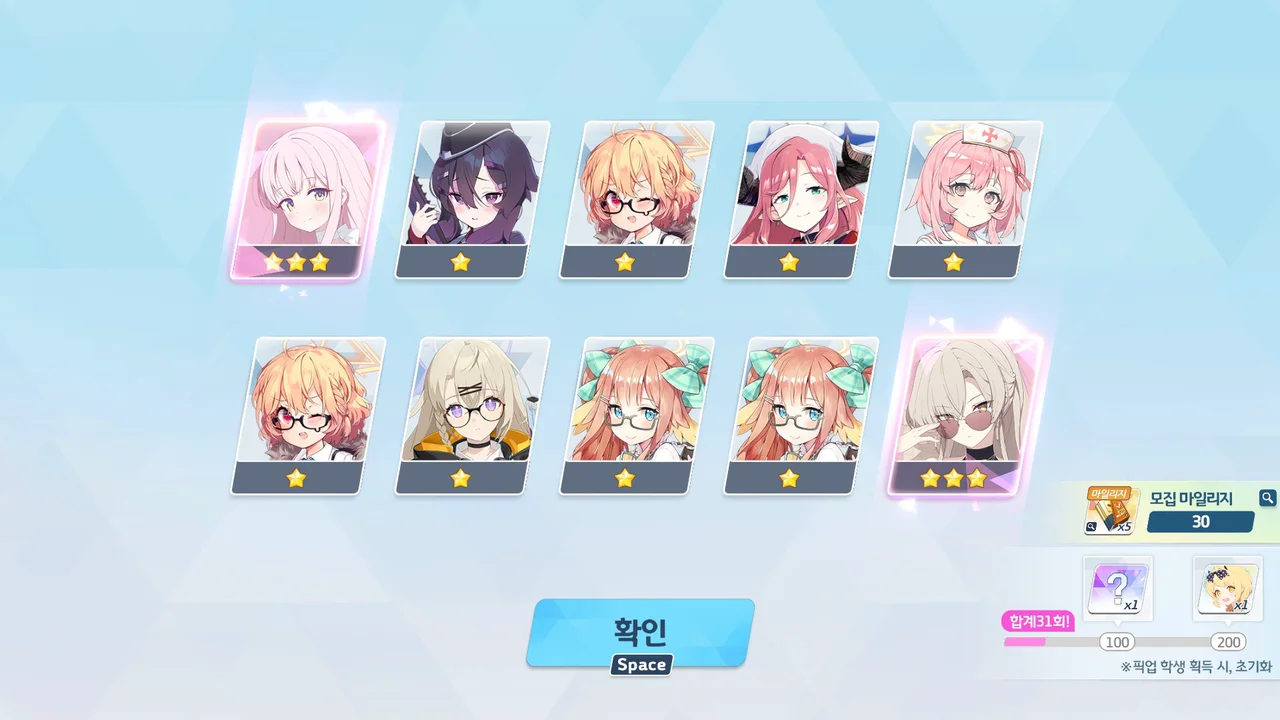 마일리지
x5
모집 마일리지
30
x1
x1
합계31회!
100
200
※픽업 학생 획득 시, 초기화
확인
Space